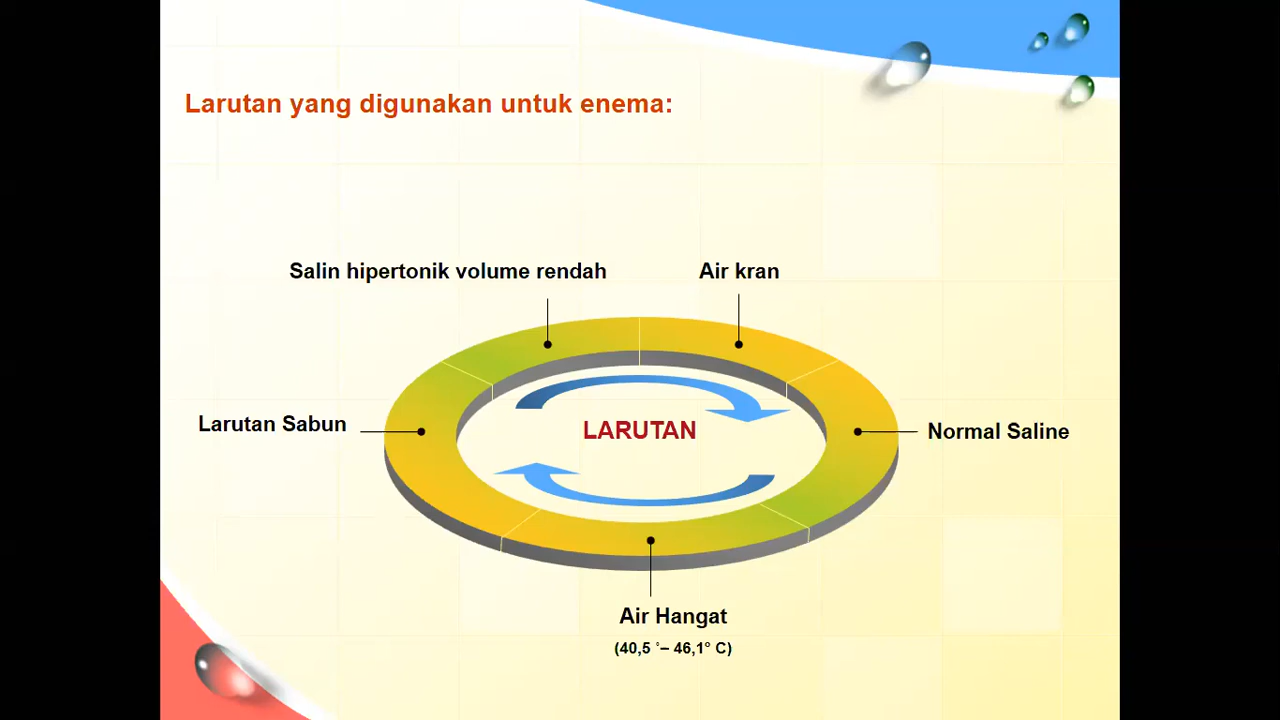 Larutan yang digunakan untuk enema:
Salin hipertonik volume rendah
Air kran
Larutan Sabun
LARUTAN
Normal Saline
Air Hangat
(40,5 ˚– 46,1° C)